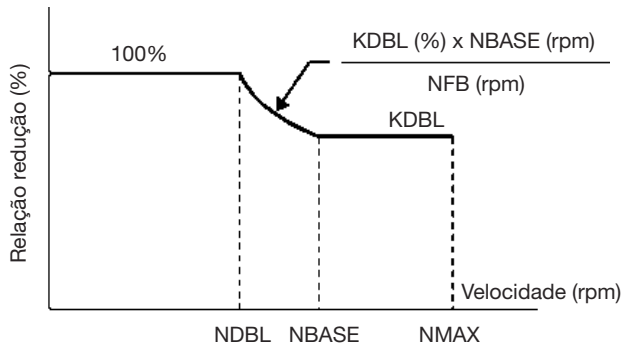 KDBL (%) x NBASE (rpm)
100%
NFB (rpm)
KDBL
Relação redução (%)
Velocidade (rpm)
NDBL NBASE NMAX